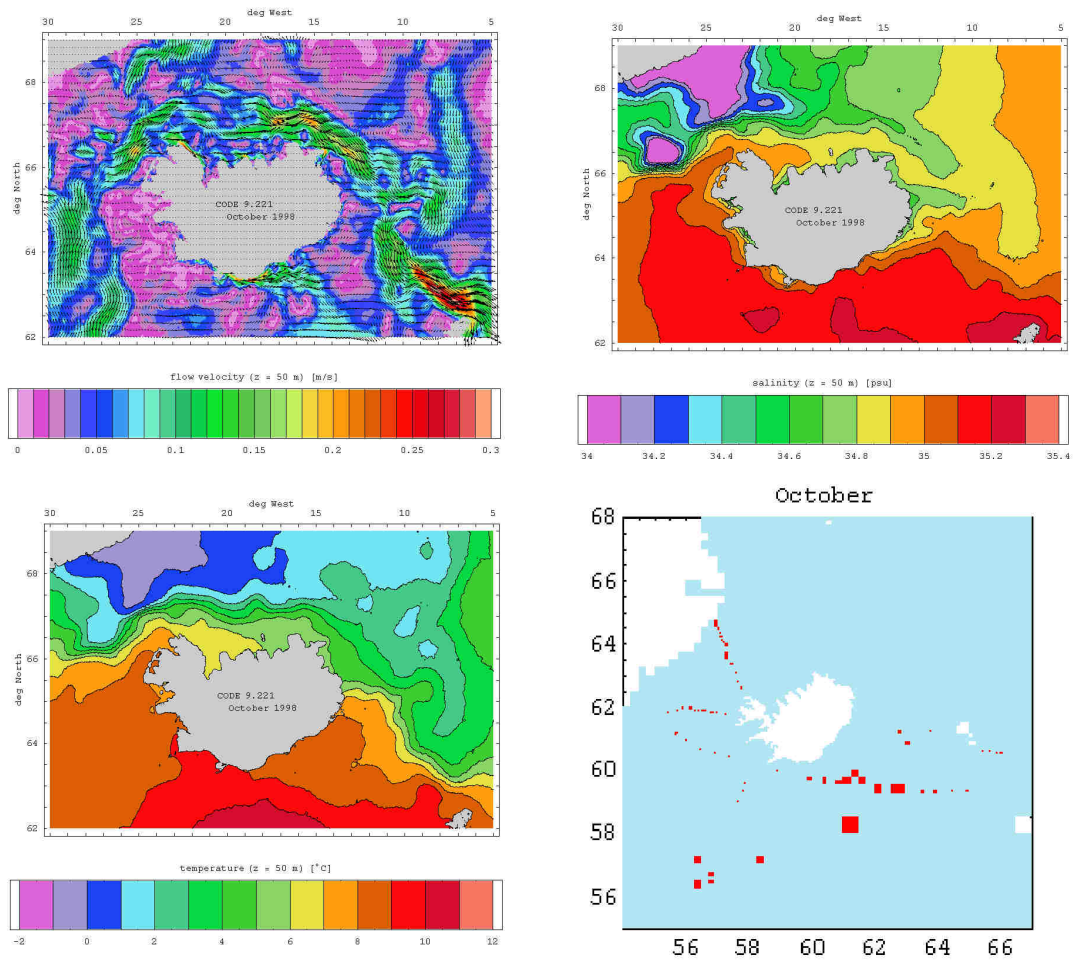 deg West
30 25 20 15 10 5
68
66
64
62
deg North
CODE 9.221
October 1998
flow velocity (z = 50 m) [m/s]
0 0.05 0.1 0.15 0.2 0.25 0.3
deg West
30 25 20 15 10 5
68
66
64
62
deg North
CODE 9.221
October 1998
salinity (z = 50 m) [psu]
34 34.2 34.4 34.6 34.8 35 35.2 35.4
deg West
30 25 20 15 10 5
68
66
64
62
deg North
CODE 9.221
October 1998
temperature (z = 50 m) [°C]
-2 0 2 4 6 8 10 12
October
68
66
64
62
60
58
56
56 58 60 62 64 66